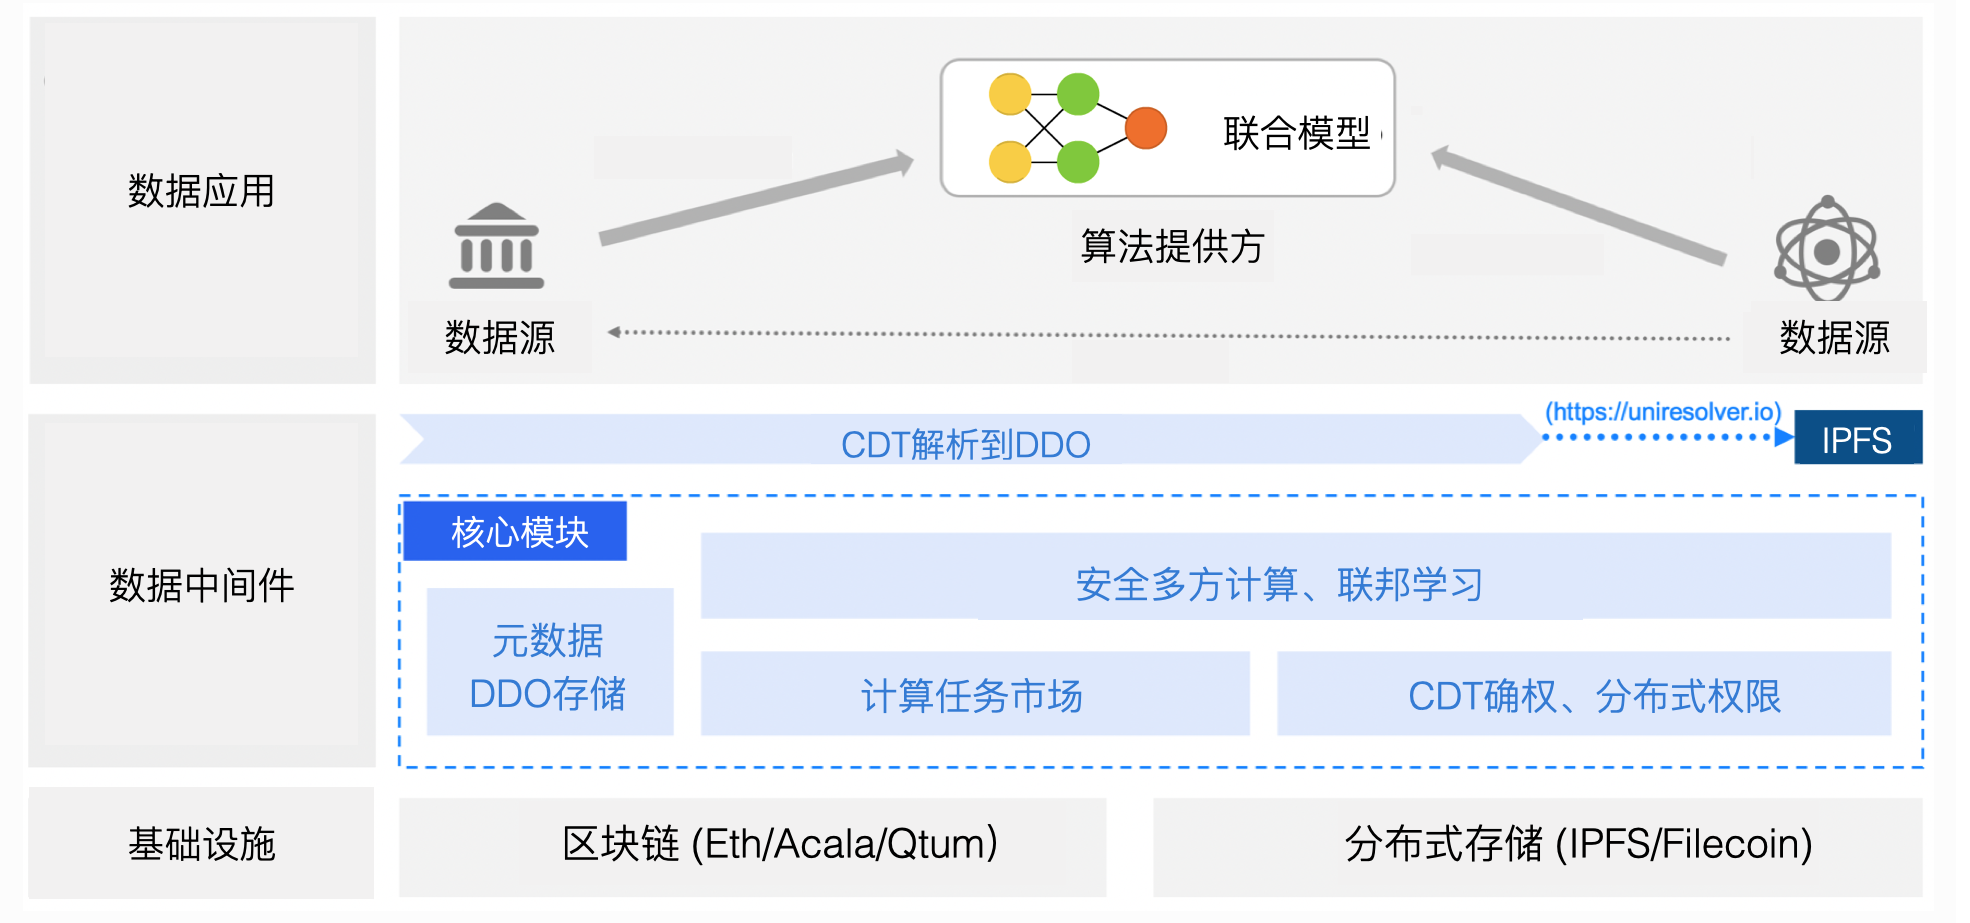 数据应用
联合模型
算法提供方
数据源
数据源
数据中间件
CDT解析到DDO
(https://uniresolver.io)
IPFS
核心模块
元数据
DDO存储
安全多方计算、联邦学习
计算任务市场
CDT确权、分布式权限
基础设施
区块链 (Eth/Acala/Qtum)
分布式存储 (IPFS/Filecoin)